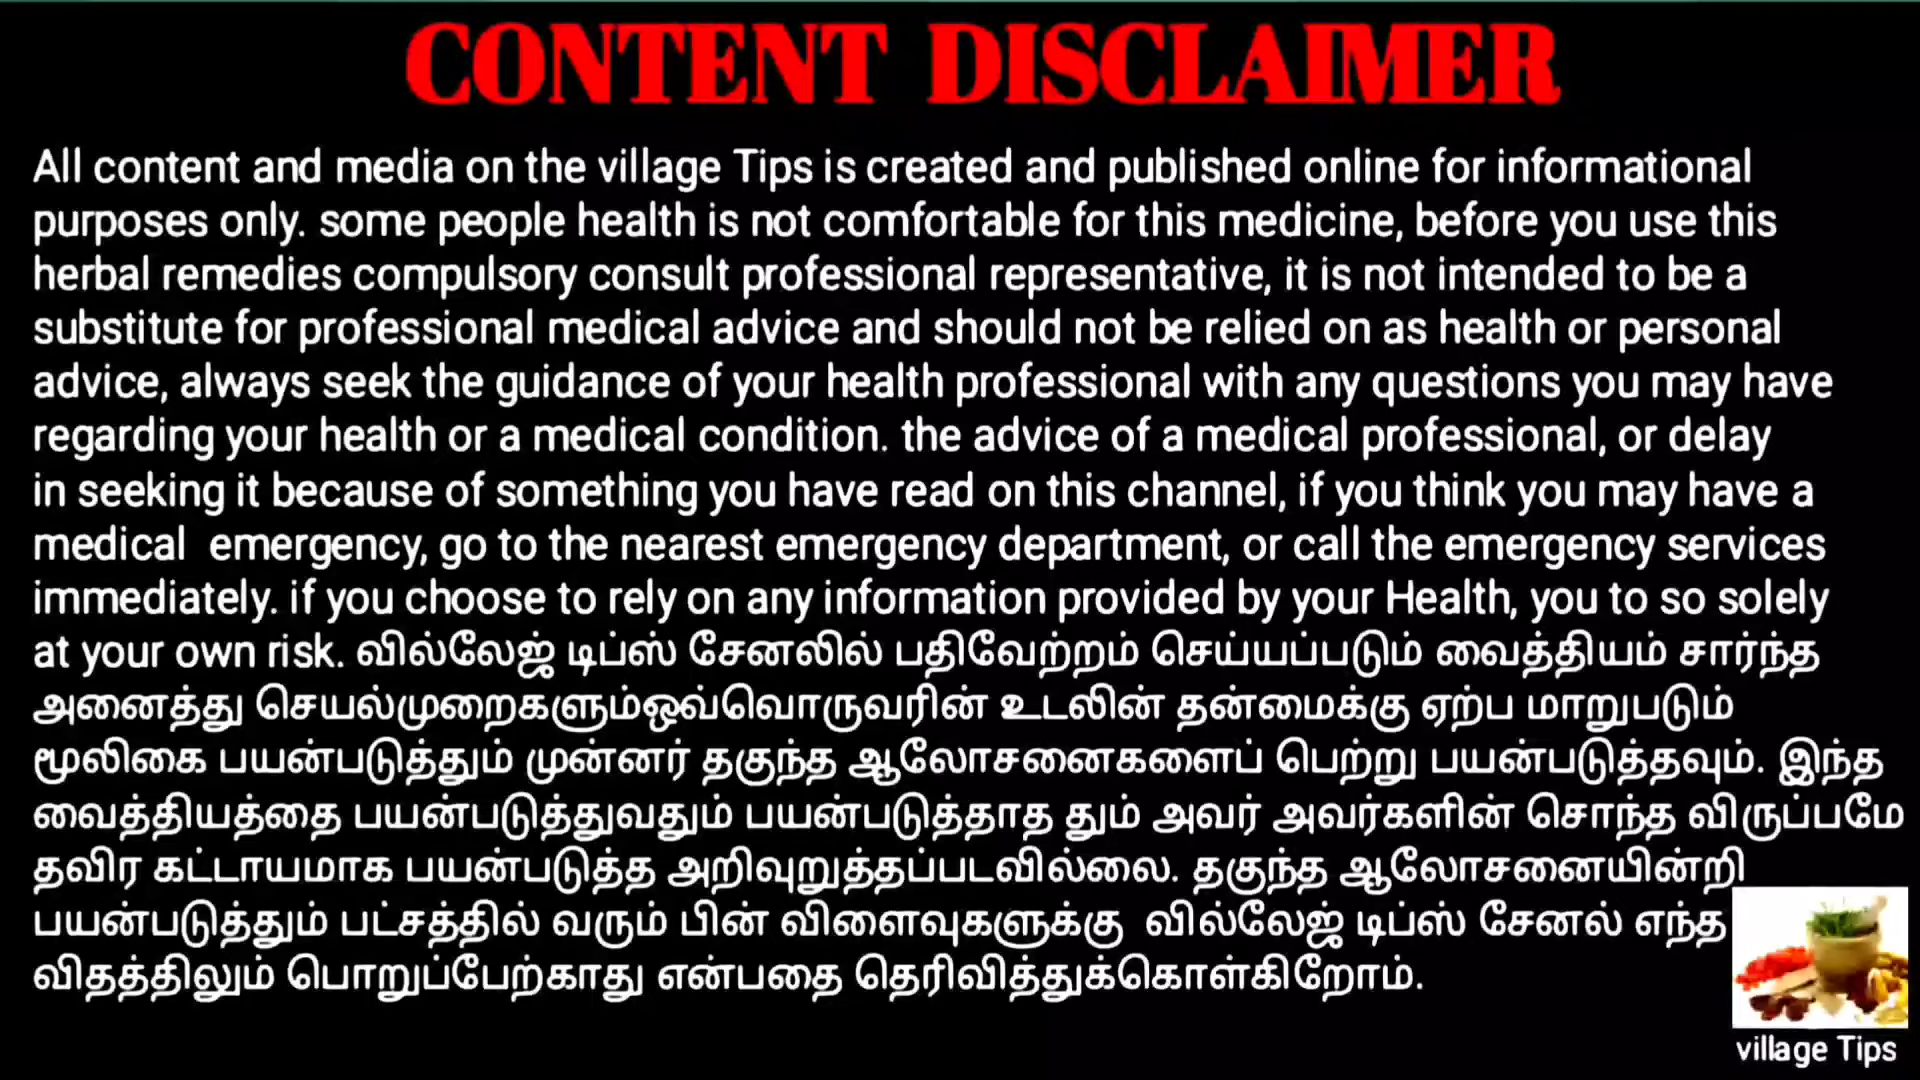 CONTENT DISCLAIMER
All content and media on the village Tips is created and published online for informational
purposes only. some people health is not comfortable for this medicine, before you use this
herbal remedies compulsory consult professional representative, it is not intended to be a
substitute for professional medical advice and should not be relied on as health or personal
advice, always seek the guidance of your health professional with any questions you may have
regarding your health or a medical condition. the advice of a medical professional, or delay
in seeking it because of something you have read on this channel, if you think you may have a
medical  emergency, go to the nearest emergency department, or call the emergency services
immediately. if you choose to rely on any information provided by your Health, you to so solely
at your own risk. வில்லேஜ் டிப்ஸ் சேனலில் பதிவேற்றம் செய்யப்படும் வைத்தியம் சார்ந்த
அனைத்து செயல்முறைகளும்ஒவ்வொருவரின் உடலின் தன்மைக்கு ஏற்ப மாறுபடும்
மூலிகை பயன்படுத்தும் முன்னர் தகுந்த ஆலோசனைகளைப் பெற்று பயன்படுத்தவும். இந்த
வைத்தியத்தை பயன்படுத்துவதும் பயன்படுத்தாத தும் அவர் அவர்களின் சொந்த விருப்பமே
தவிர கட்டாயமாக பயன்படுத்த அறிவுறுத்தப்படவில்லை. தகுந்த ஆலோசனையின்றி
பயன்படுத்தும் பட்சத்தில் வரும் பின் விளைவுகளுக்கு  வில்லேஜ் டிப்ஸ் சேனல் எந்த
விதத்திலும் பொறுப்பேற்காது என்பதை தெரிவித்துக்கொள்கிறோம்.
village Tips